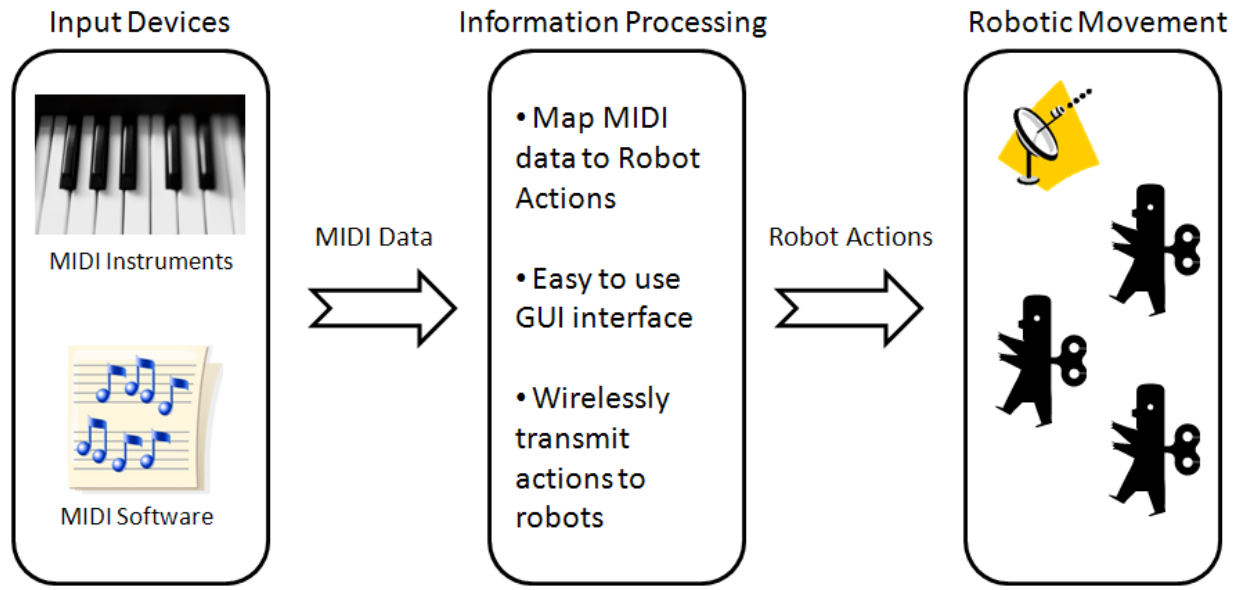 Input Devices
MIDI Instruments
MIDI Software
MIDI Data
Information Processing
• Map MIDI
data to Robot
Actions
• Easy to use
GUI interface
• Wirelessly
transmit
actions to
robots
Robot Actions
Robotic Movement